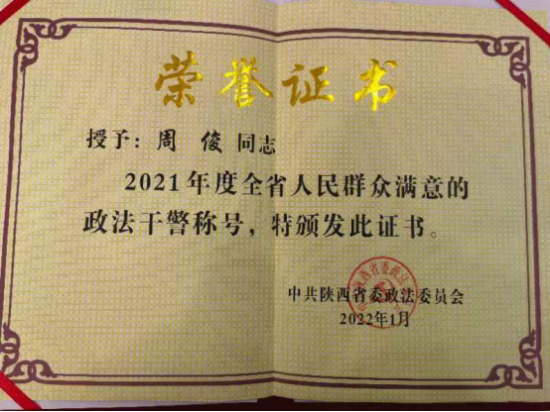 荣誉证书
授予：周俊同志
2021年度全省人民群众满意的
政法干警称号，特颁发此证书。
中共陕西省委政法委员会
2022年1月